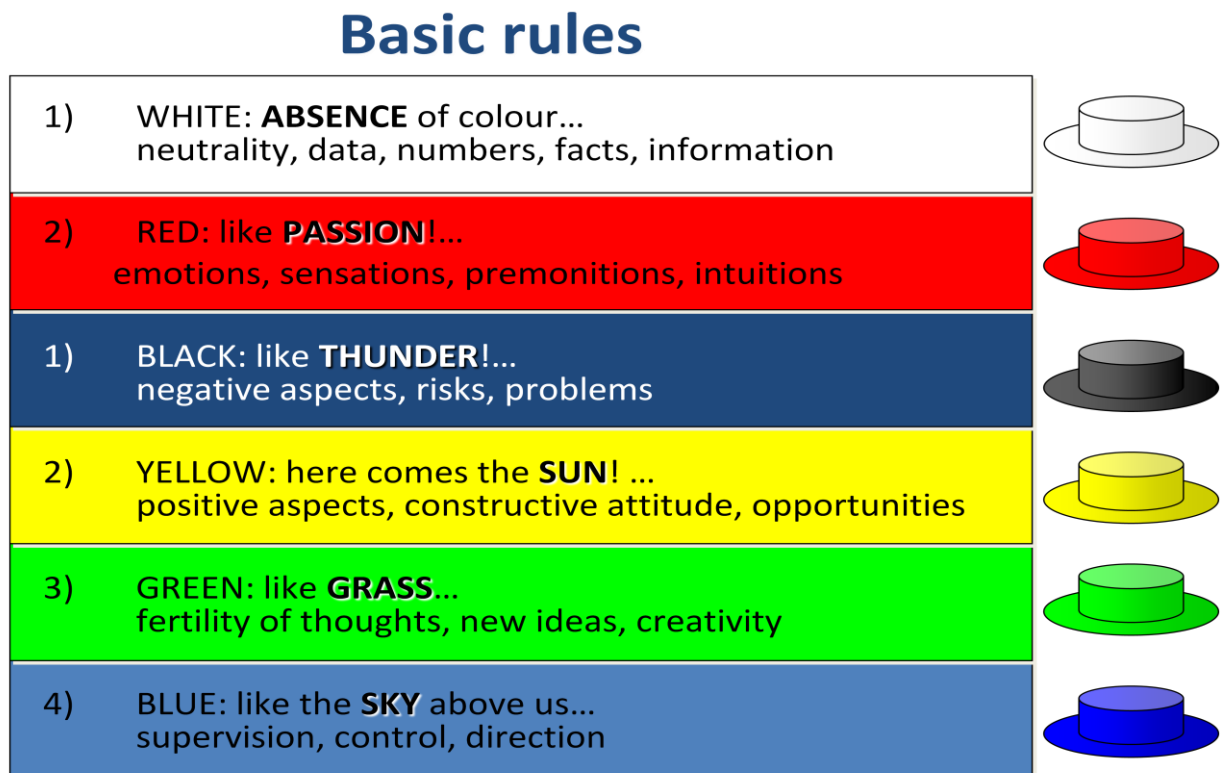 Basic rules
1) WHITE: ABSENCE of colour...
neutrality, data, numbers, facts, information
2) RED: like PASSION!...
emotions, sensations, premonitions, intuitions
1) BLACK: like THUNDER!...
negative aspects, risks, problems
2) YELLOW: here comes the SUN! ...
positive aspects, constructive attitude, opportunities
3) GREEN: like GRASS...
fertility of thoughts, new ideas, creativity
4) BLUE: like the SKY above us...
supervision, control, direction